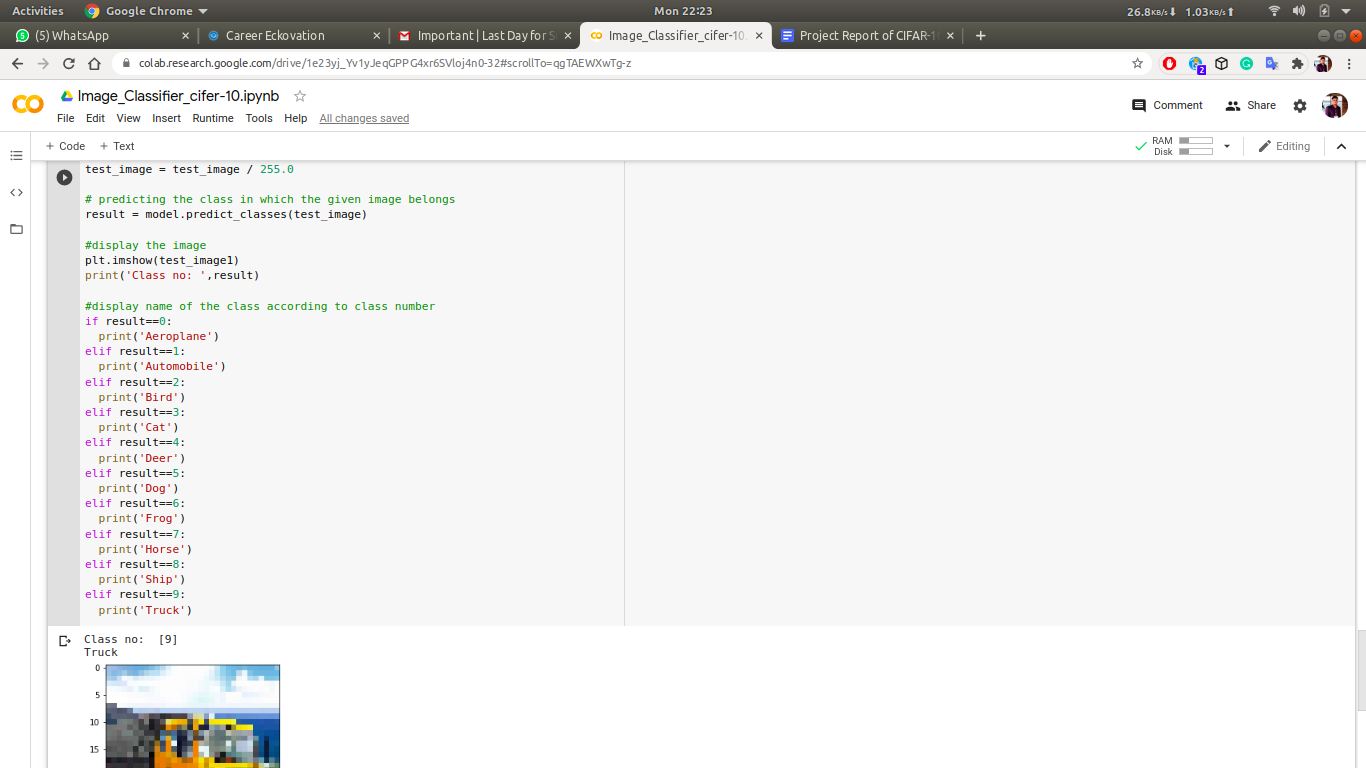 Activities
Google Chrome
Mon 22:23
26.8KB/s 1.03KB/s
(5) WhatsApp
Career Eckovation
Important | Last Day for S
Image_Classifier_cifer-10.
Project Report of CIFAR-1
colab.research.google.com/drive/1e23yj_Yv1yJeqGPPG4xr6SVloj4n0-32#scrollTo=qgTAEWXwTg-z
2
Image_Classifier_cifer-10.ipynb
Comment
Share
File Edit View Insert Runtime Tools Help All changes saved
+ Code + Text
RAM
Disk
Editing
test_image = test_image / 255.0
# predicting the class in which the given image belongs
result = model.predict_classes(test_image)
#display the image
plt.imshow(test_image1)
print('Class no: ',result)
#display name of the class according to class number
if result==0:
  print('Aeroplane')
elif result==1:
  print('Automobile')
elif result==2:
  print('Bird')
elif result==3:
  print('Cat')
elif result==4:
  print('Deer')
elif result==5:
  print('Dog')
elif result==6:
  print('Frog')
elif result==7:
  print('Horse')
elif result==8:
  print('Ship')
elif result==9:
  print('Truck')
Class no:  [9]
Truck
0
5
10
15